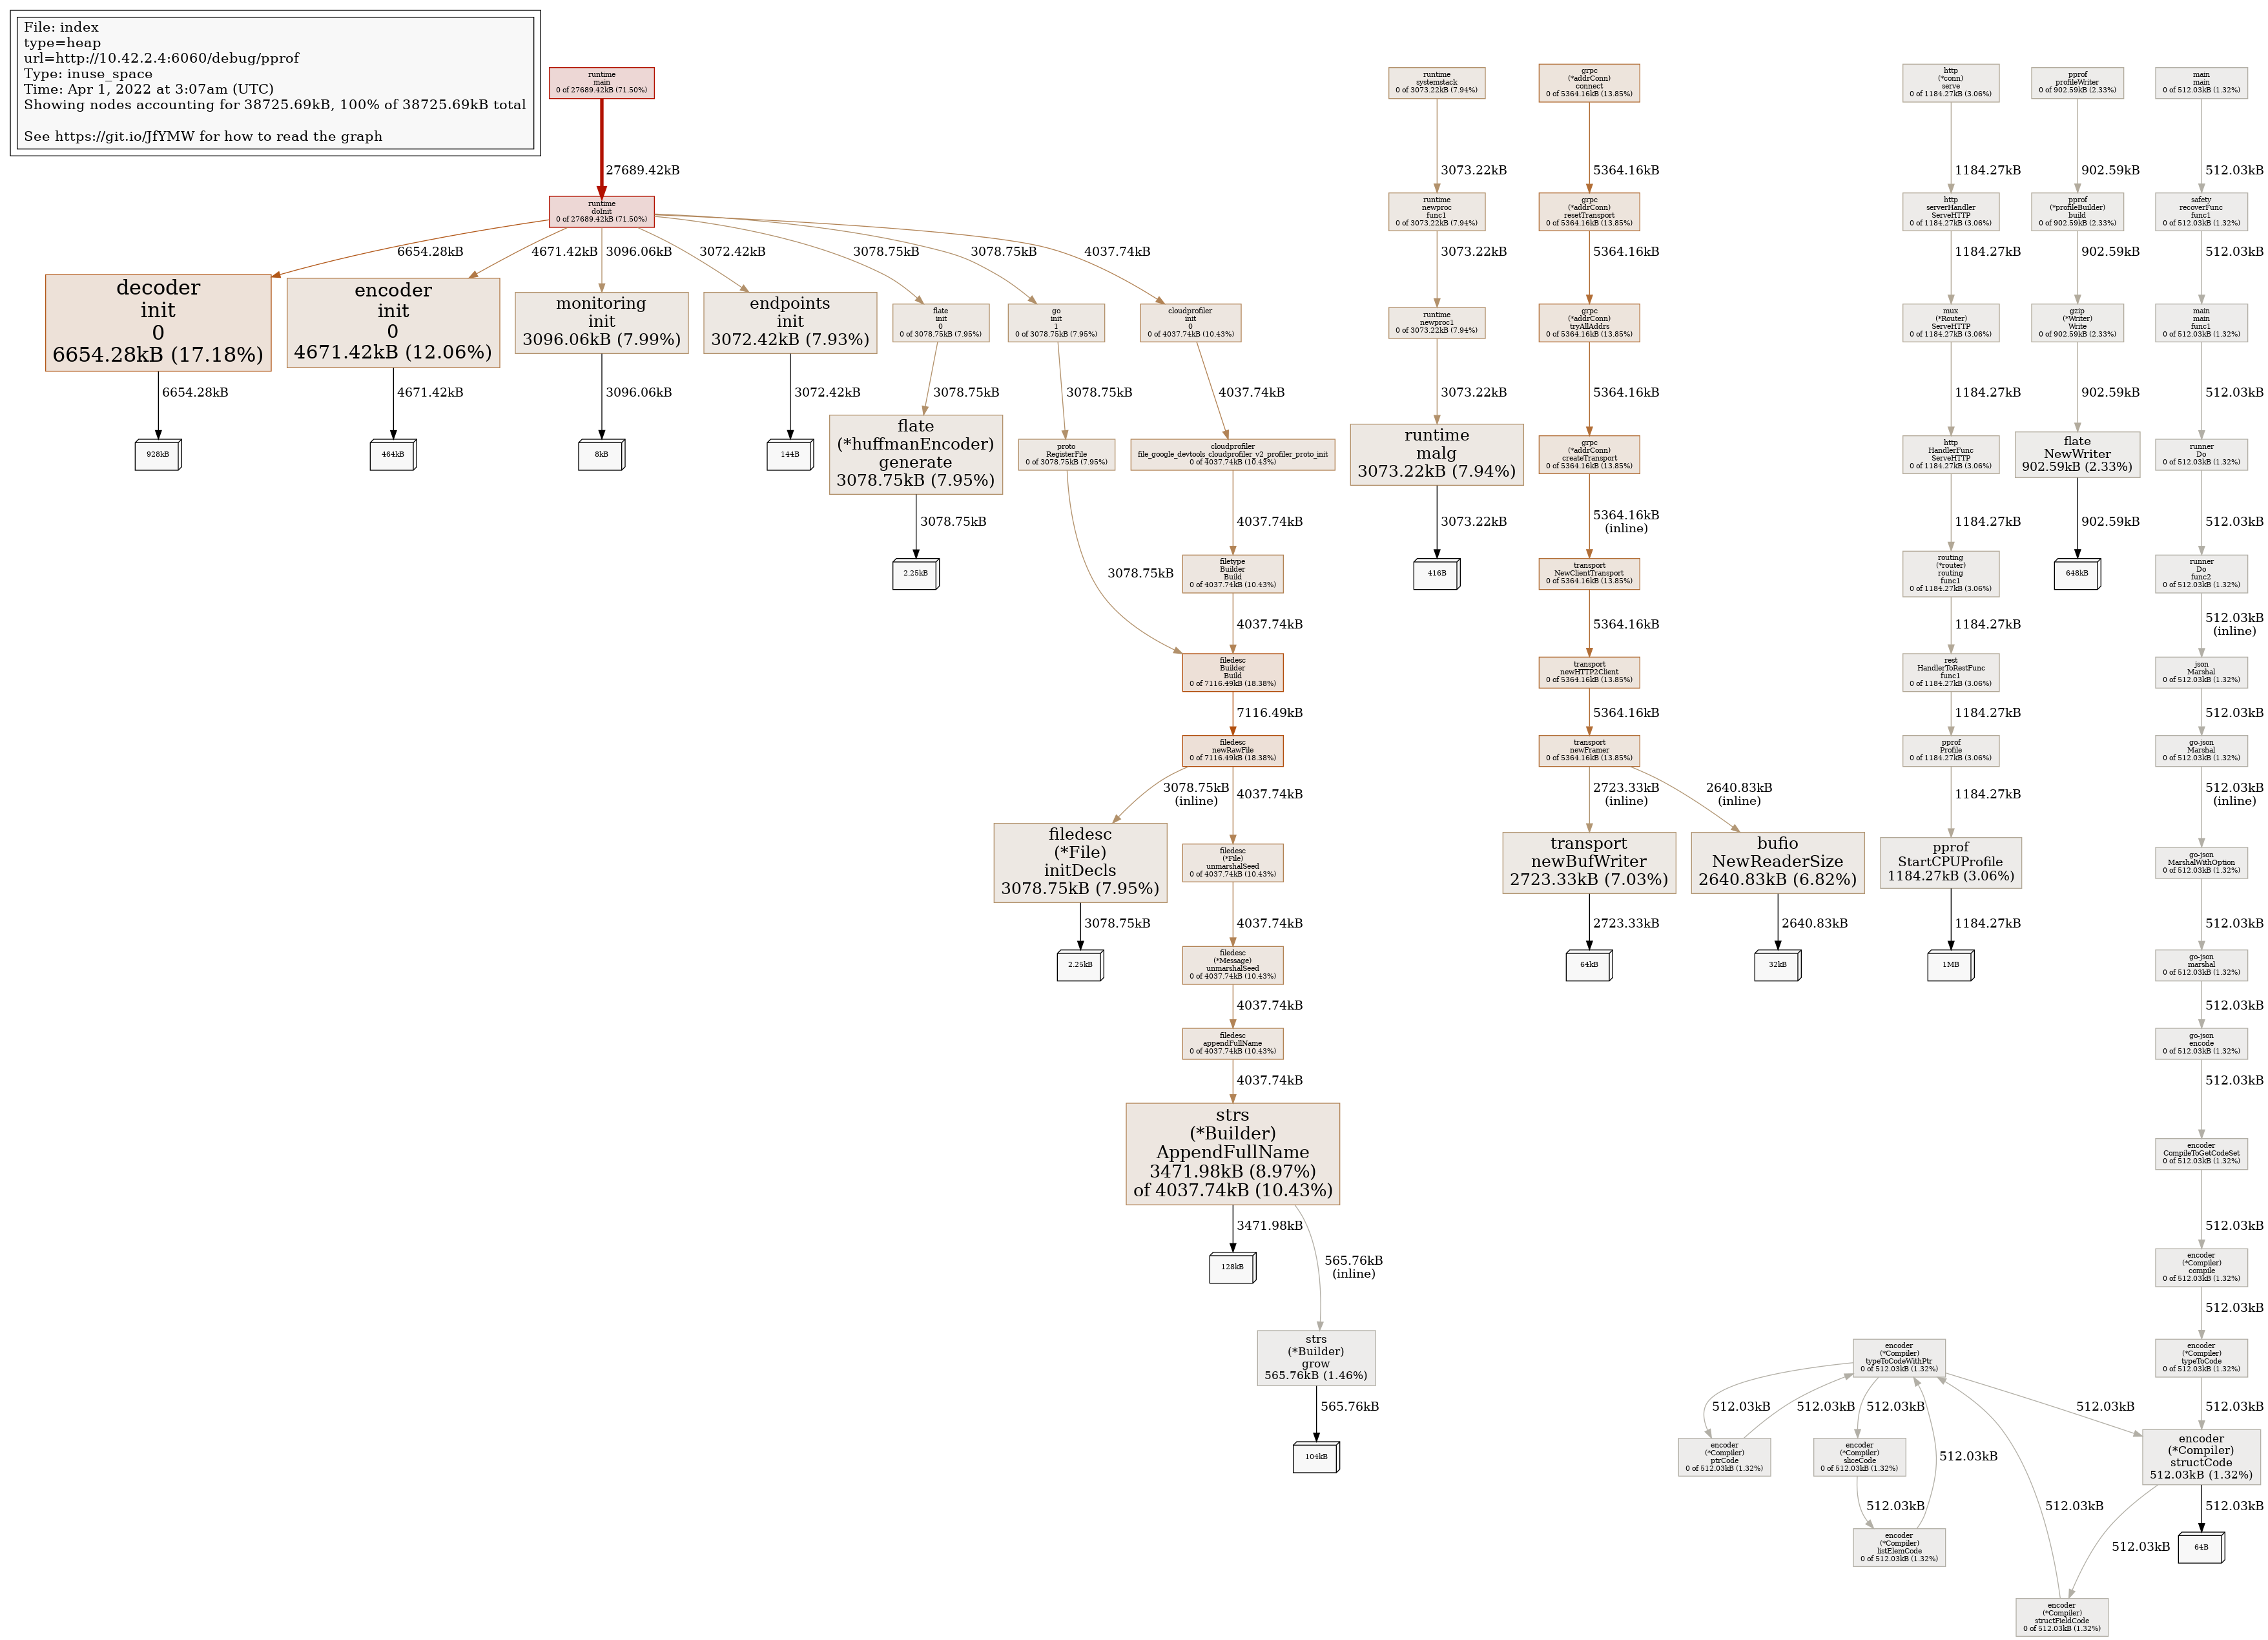 File: index
type=heap
url=http://10.42.2.4:6060/debug/pprof
Type: inuse_space
Time: Apr 1, 2022 at 3:07am (UTC)
Showing nodes accounting for 38725.69kB, 100% of 38725.69kB total
See https://git.io/JfYMW for how to read the graph
runtime
main
0 of 27689.42kB (71.50%)
runtime
systemstack
0 of 3073.22kB (7.94%)
grpc
(*addrConn)
connect
0 of 5364.16kB (13.85%)
http
(*conn)
serve
0 of 1184.27kB (3.06%)
pprof
profileWriter
0 of 902.59kB (2.33%)
main
main
0 of 512.03kB (1.32%)
27689.42kB
3073.22kB
5364.16kB
1184.27kB
902.59kB
512.03kB
runtime
doInit
0 of 27689.42kB (71.50%)
runtime
newproc
func1
0 of 3073.22kB (7.94%)
grpc
(*addrConn)
resetTransport
0 of 5364.16kB (13.85%)
http
serverHandler
ServeHTTP
0 of 1184.27kB (3.06%)
pprof
(*profileBuilder)
build
0 of 902.59kB (2.33%)
safety
recoverFunc
func1
0 of 512.03kB (1.32%)
6654.28kB
4671.42kB
3096.06kB
3072.42kB
3078.75kB
3078.75kB
4037.74kB
3073.22kB
5364.16kB
1184.27kB
902.59kB
512.03kB
decoder
init
0
6654.28kB (17.18%)
encoder
init
0
4671.42kB (12.06%)
monitoring
init
3096.06kB (7.99%)
endpoints
init
3072.42kB (7.93%)
flate
init
0
0 of 3078.75kB (7.95%)
go
init
1
0 of 3078.75kB (7.95%)
cloudprofiler
init
0
0 of 4037.74kB (10.43%)
runtime
newproc1
0 of 3073.22kB (7.94%)
grpc
(*addrConn)
tryAllAddrs
0 of 5364.16kB (13.85%)
mux
(*Router)
ServeHTTP
0 of 1184.27kB (3.06%)
gzip
(*Writer)
Write
0 of 902.59kB (2.33%)
main
main
func1
0 of 512.03kB (1.32%)
6654.28kB
4671.42kB
3096.06kB
3072.42kB
3078.75kB
3078.75kB
4037.74kB
3073.22kB
5364.16kB
1184.27kB
902.59kB
512.03kB
928kB
464kB
8kB
144B
flate
(*huffmanEncoder)
generate
3078.75kB (7.95%)
proto
RegisterFile
0 of 3078.75kB (7.95%)
cloudprofiler
file_google_devtools_cloudprofiler_v2_profiler_proto_init
0 of 4037.74kB (10.43%)
runtime
malg
3073.22kB (7.94%)
grpc
(*addrConn)
createTransport
0 of 5364.16kB (13.85%)
http
HandlerFunc
ServeHTTP
0 of 1184.27kB (3.06%)
flate
NewWriter
902.59kB (2.33%)
runner
Do
0 of 512.03kB (1.32%)
3078.75kB
4037.74kB
3073.22kB
5364.16kB
(inline)
1184.27kB
902.59kB
512.03kB
2.25kB
3078.75kB
filetype
Builder
Build
0 of 4037.74kB (10.43%)
416B
transport
NewClientTransport
0 of 5364.16kB (13.85%)
routing
(*router)
routing
func1
0 of 1184.27kB (3.06%)
648kB
runner
Do
func2
0 of 512.03kB (1.32%)
4037.74kB
5364.16kB
1184.27kB
512.03kB
(inline)
filedesc
Builder
Build
0 of 7116.49kB (18.38%)
transport
newHTTP2Client
0 of 5364.16kB (13.85%)
rest
HandlerToRestFunc
func1
0 of 1184.27kB (3.06%)
json
Marshal
0 of 512.03kB (1.32%)
7116.49kB
5364.16kB
1184.27kB
512.03kB
filedesc
newRawFile
0 of 7116.49kB (18.38%)
transport
newFramer
0 of 5364.16kB (13.85%)
pprof
Profile
0 of 1184.27kB (3.06%)
go-json
Marshal
0 of 512.03kB (1.32%)
3078.75kB
(inline)
4037.74kB
2723.33kB
(inline)
2640.83kB
(inline)
1184.27kB
512.03kB
(inline)
filedesc
(*File)
initDecls
3078.75kB (7.95%)
filedesc
(*File)
unmarshalSeed
0 of 4037.74kB (10.43%)
transport
newBufWriter
2723.33kB (7.03%)
bufio
NewReaderSize
2640.83kB (6.82%)
pprof
StartCPUProfile
1184.27kB (3.06%)
go-json
MarshalWithOption
0 of 512.03kB (1.32%)
3078.75kB
4037.74kB
2723.33kB
2640.83kB
1184.27kB
512.03kB
2.25kB
filedesc
(*Message)
unmarshalSeed
0 of 4037.74kB (10.43%)
64kB
32kB
1MB
go-json
marshal
0 of 512.03kB (1.32%)
4037.74kB
512.03kB
filedesc
appendFullName
0 of 4037.74kB (10.43%)
go-json
encode
0 of 512.03kB (1.32%)
4037.74kB
512.03kB
strs
(*Builder)
AppendFullName
3471.98kB (8.97%)
of 4037.74kB (10.43%)
encoder
CompileToGetCodeSet
0 of 512.03kB (1.32%)
3471.98kB
565.76kB
(inline)
512.03kB
128kB
encoder
(*Compiler)
compile
0 of 512.03kB (1.32%)
512.03kB
strs
(*Builder)
grow
565.76kB (1.46%)
encoder
(*Compiler)
typeToCodeWithPtr
0 of 512.03kB (1.32%)
encoder
(*Compiler)
typeToCode
0 of 512.03kB (1.32%)
565.76kB
512.03kB
512.03kB
512.03kB
512.03kB
512.03kB
104kB
encoder
(*Compiler)
ptrCode
0 of 512.03kB (1.32%)
encoder
(*Compiler)
sliceCode
0 of 512.03kB (1.32%)
512.03kB
encoder
(*Compiler)
structCode
512.03kB (1.32%)
512.03kB
512.03kB
512.03kB
encoder
(*Compiler)
listElemCode
0 of 512.03kB (1.32%)
512.03kB
64B
encoder
(*Compiler)
structFieldCode
0 of 512.03kB (1.32%)